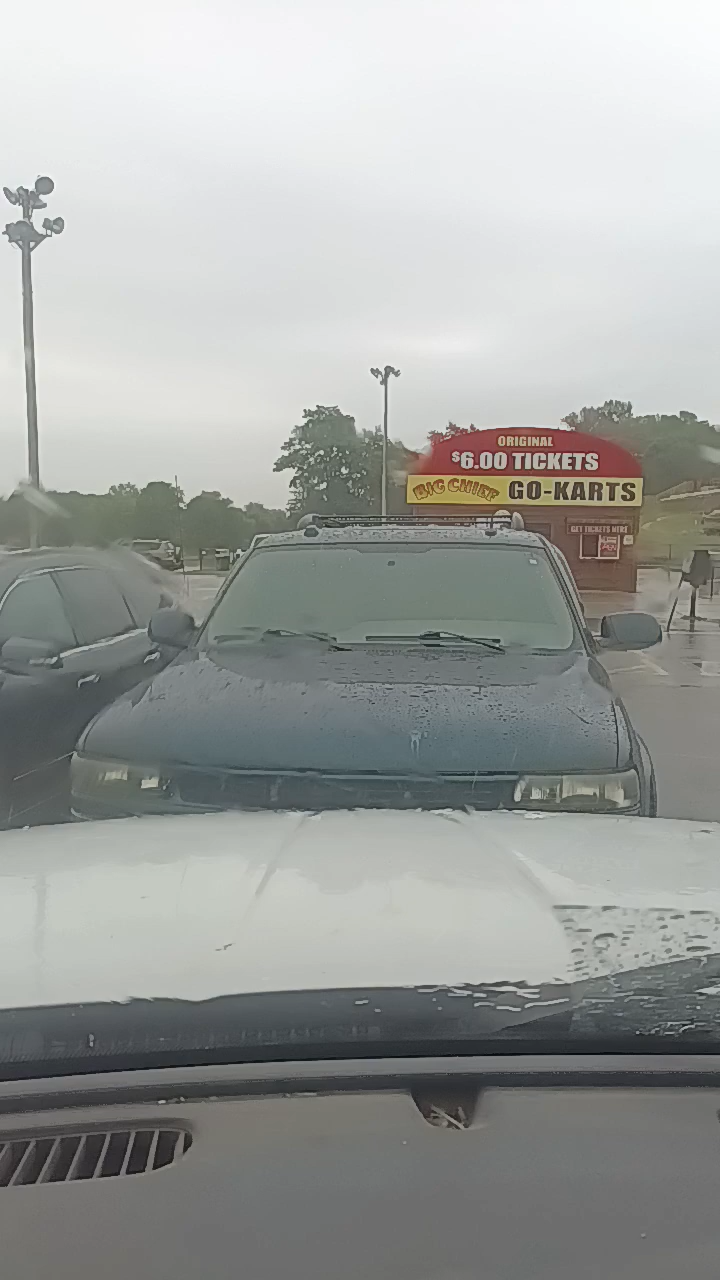 ORIGINAL
$6.00 TICKETS
BIG CHIEF GO-KARTS
GET TICKETS HERE